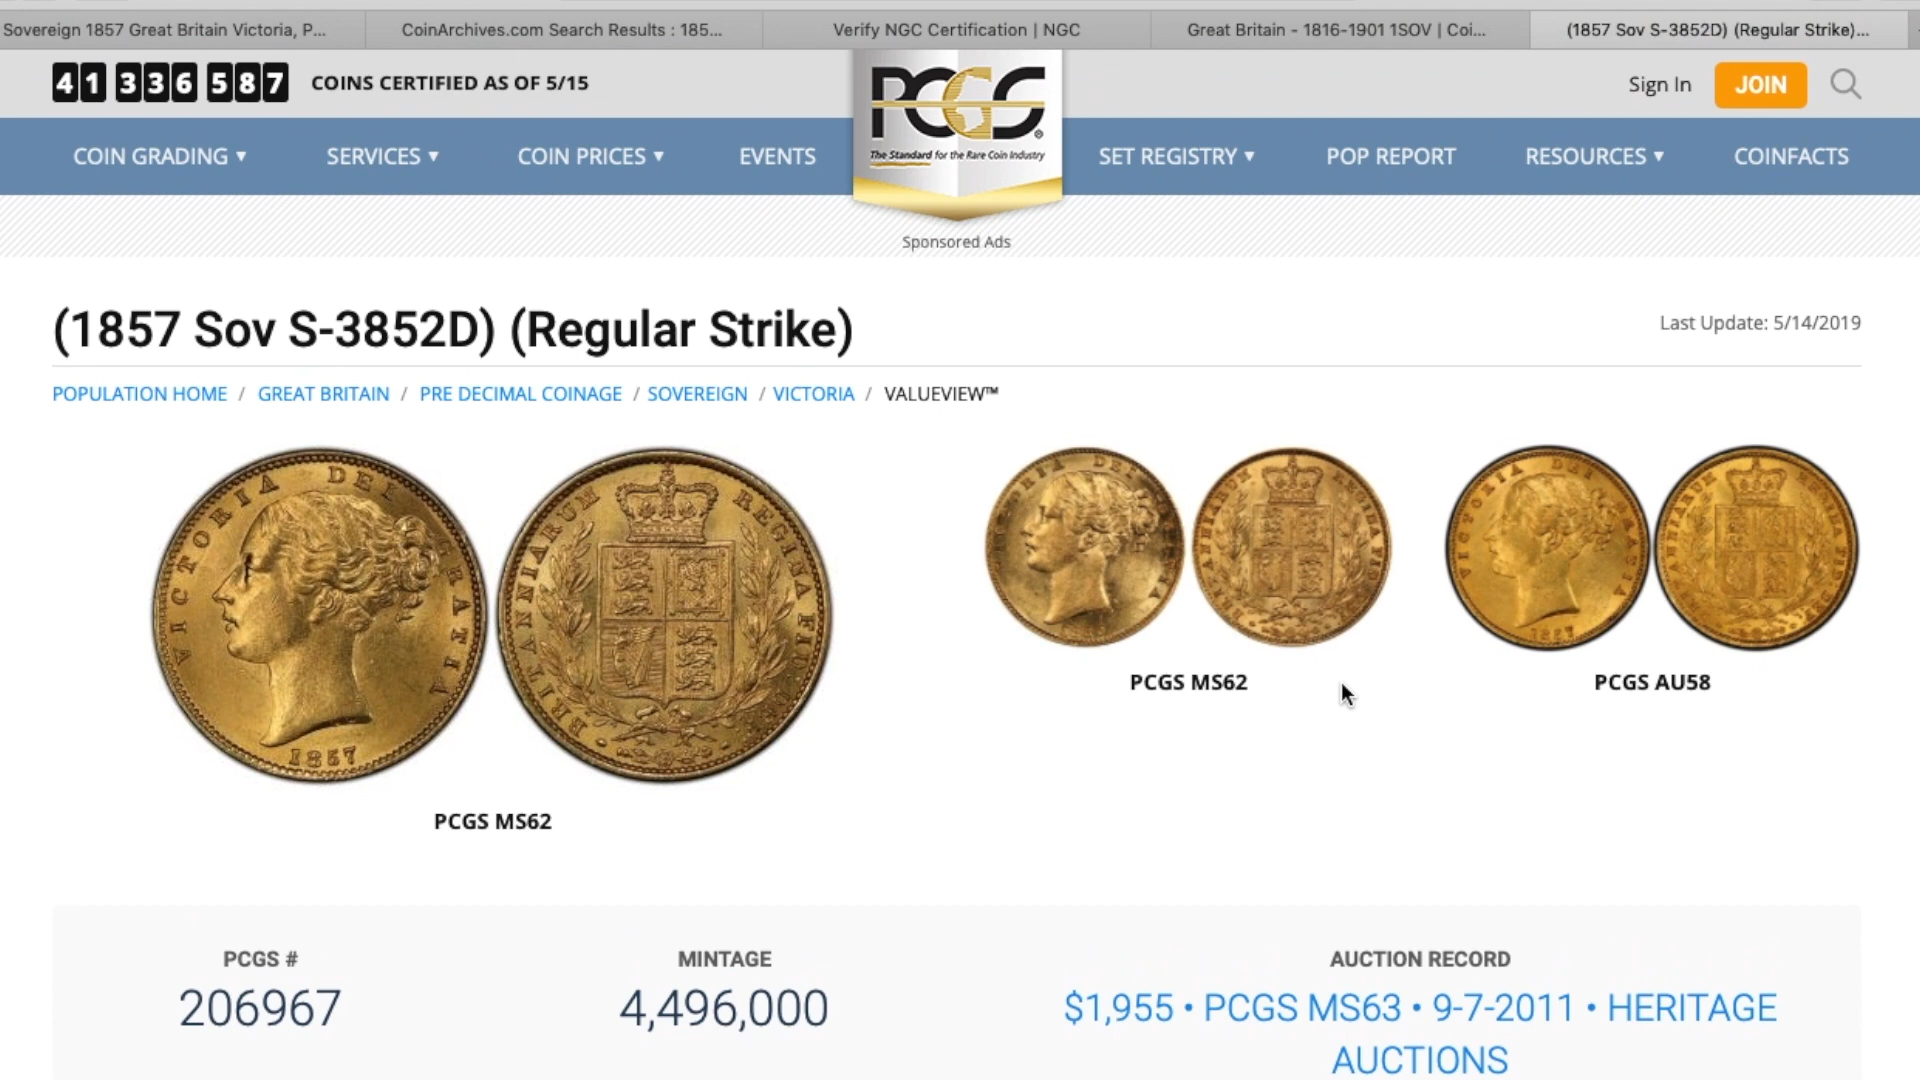 Sovereign 1857 Great Britain Victoria, P...
CoinArchives.com Search Results : 185...
Verify NGC Certification | NGC
Great Britain - 1816-1901 1SOV | Coi...
(1857 Sov S-3852D) (Regular Strike)...
41 336 587 COINS CERTIFIED AS OF 5/15
PCGS
The Standard for the Rare Coin Industry
Sign In
JOIN
COIN GRADING ▼
SERVICES ▼
COIN PRICES ▼
EVENTS
SET REGISTRY ▼
POP REPORT
RESOURCES ▼
COINFACTS
Sponsored Ads
(1857 Sov S-3852D) (Regular Strike)
Last Update: 5/14/2019
POPULATION HOME / GREAT BRITAIN / PRE DECIMAL COINAGE / SOVEREIGN / VICTORIA / VALUEVIEW™
VICTORIA DEI GRATIA
1857
BRITANNIARUM REGINA FID
PCGS MS62
PCGS MS62
1857
PCGS AU58
PCGS #
206967
MINTAGE
4,496,000
AUCTION RECORD
$1,955 • PCGS MS63 • 9-7-2011 • HERITAGE
AUCTIONS